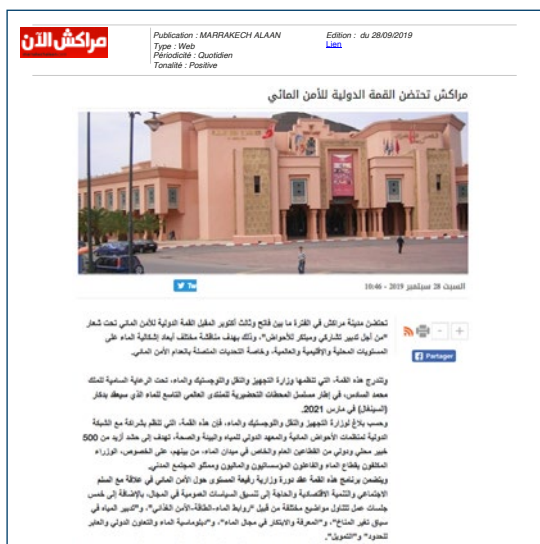 مراكش الآن
Publication : MARRAKECH ALAAN
Type : Web
Périodicité : Quotidien
Tonalité : Positive
Edition : du 28/09/2019
Lien
مراكش تحتضن القمة الدولية للأمن المائي
السبت 28 سبتمبر 2019 - 10:46
Tw
Partager
تحتضن مدينة مراكش في الفترة ما بين فاتح وثالث أكتوبر المقبل القمة الدولية للأمن المائي تحت شعار
"من أجل تدبير تشاركي ومبتكر للأحواض"، وذلك بهدف مناقشة مختلف أبعاد إشكالية الماء على
المستويات المحلية والإقليمية والعالمية، وخاصة التحديات المتصلة بانعدام الأمن المائي.
وتندرج هذه القمة، التي تنظمها وزارة التجهيز والنقل واللوجستيك والماء، تحت الرعاية السامية للملك
محمد السادس، في إطار مسلسل المحطات التحضيرية للمنتدى العالمي التاسع للماء الذي سيعقد بدكار
(السينغال) في مارس 2021.
وحسب بلاغ لوزارة التجهيز والنقل واللوجستيك والماء، فإن هذه القمة، التي تنظم بشراكة مع الشبكة
الدولية لمنظمات الأحواض المائية والمعهد الدولي للمياه والبيئة والصحة، تهدف إلى حشد أزيد من 500
خبير محلي ودولي من القطاعين العام والخاص في ميدان الماء، من بينهم، على الخصوص، الوزراء
المكلفون بقطاع الماء والفاعلون المؤسساتيون والماليون وممثلو المجتمع المدني.
ويتضمن برنامج هذه القمة عقد دورة وزارية رفيعة المستوى حول الأمن المائي في علاقة مع السلم
الاجتماعي والتنمية الاقتصادية والحاجة إلى تنسيق السياسات العمومية في المجال، بالإضافة إلى خمس
جلسات عمل تتناول مواضيع مختلفة من قبيل "روابط الماء-الطاقة-الأمن الغذائي"، و"تدبير المياه في
سياق تغير المناخ"، و"المعرفة والابتكار في مجال الماء"، و"دبلوماسية الماء والتعاون الدولي والعابر
للحدود" و"التمويل".